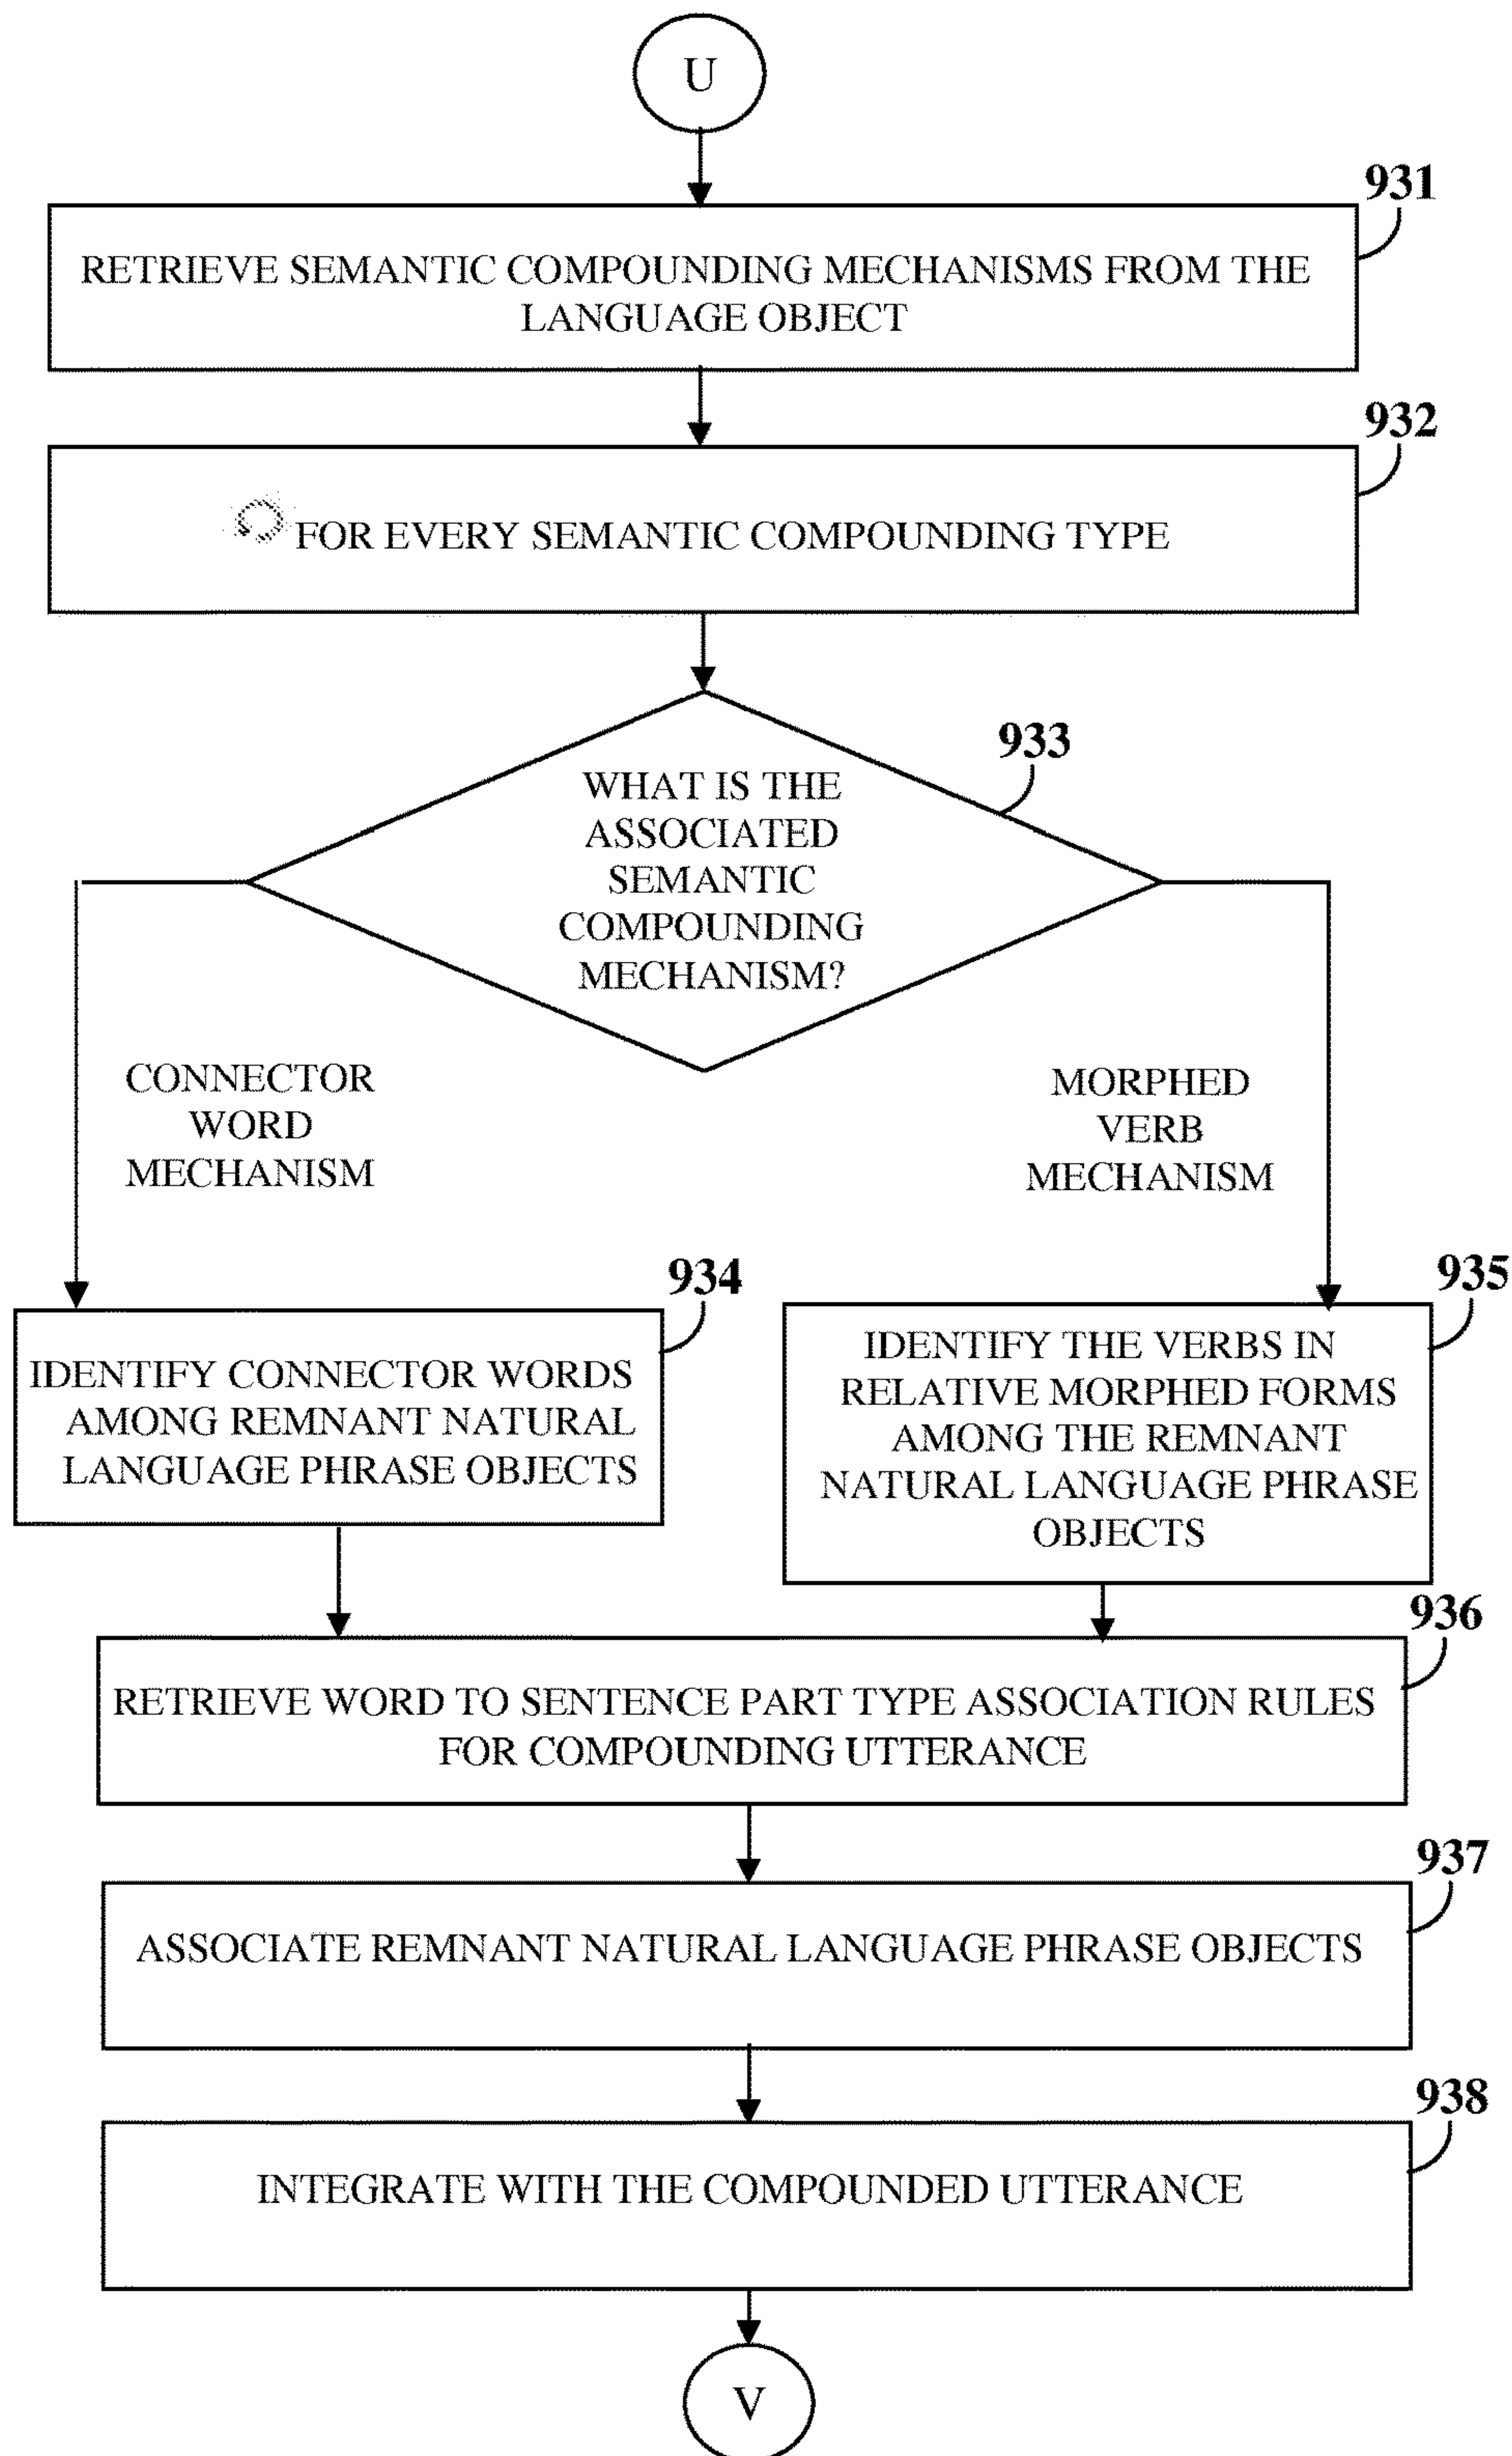 U
931
RETRIEVE SEMANTIC COMPOUNDING MECHANISMS FROM THE
LANGUAGE OBJECT
932
FOR EVERY SEMANTIC COMPOUNDING TYPE
933
WHAT IS THE
ASSOCIATED
SEMANTIC
COMPOUNDING
MECHANISM?
CONNECTOR
WORD
MECHANISM
MORPHED
VERB
MECHANISM
934
IDENTIFY CONNECTOR WORDS
AMONG REMNANT NATURAL
LANGUAGE PHRASE OBJECTS
935
IDENTIFY THE VERBS IN
RELATIVE MORPHED FORMS
AMONG THE REMNANT
NATURAL LANGUAGE PHRASE
OBJECTS
936
RETRIEVE WORD TO SENTENCE PART TYPE ASSOCIATION RULES
FOR COMPOUNDING UTTERANCE
937
ASSOCIATE REMNANT NATURAL LANGUAGE PHRASE OBJECTS
938
INTEGRATE WITH THE COMPOUNDED UTTERANCE
V